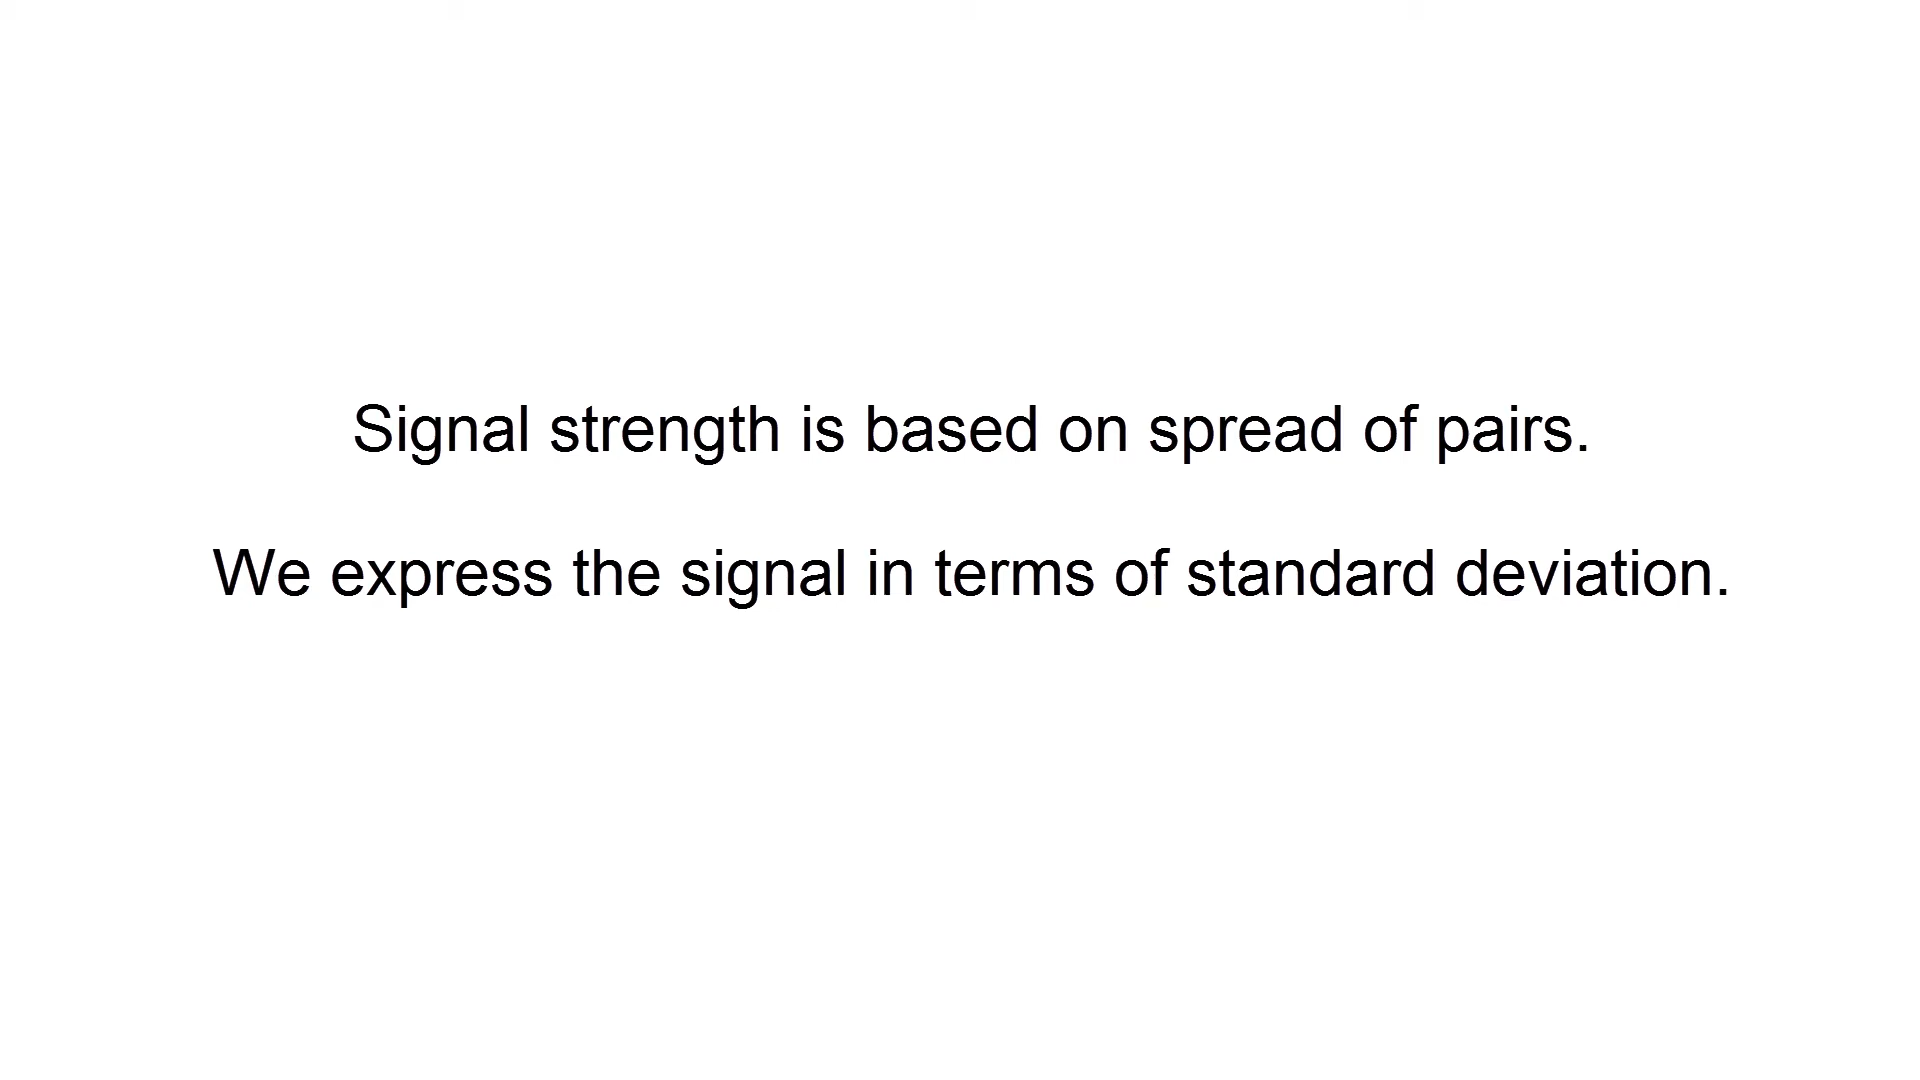 Signal strength is based on spread of pairs.
We express the signal in terms of standard deviation.